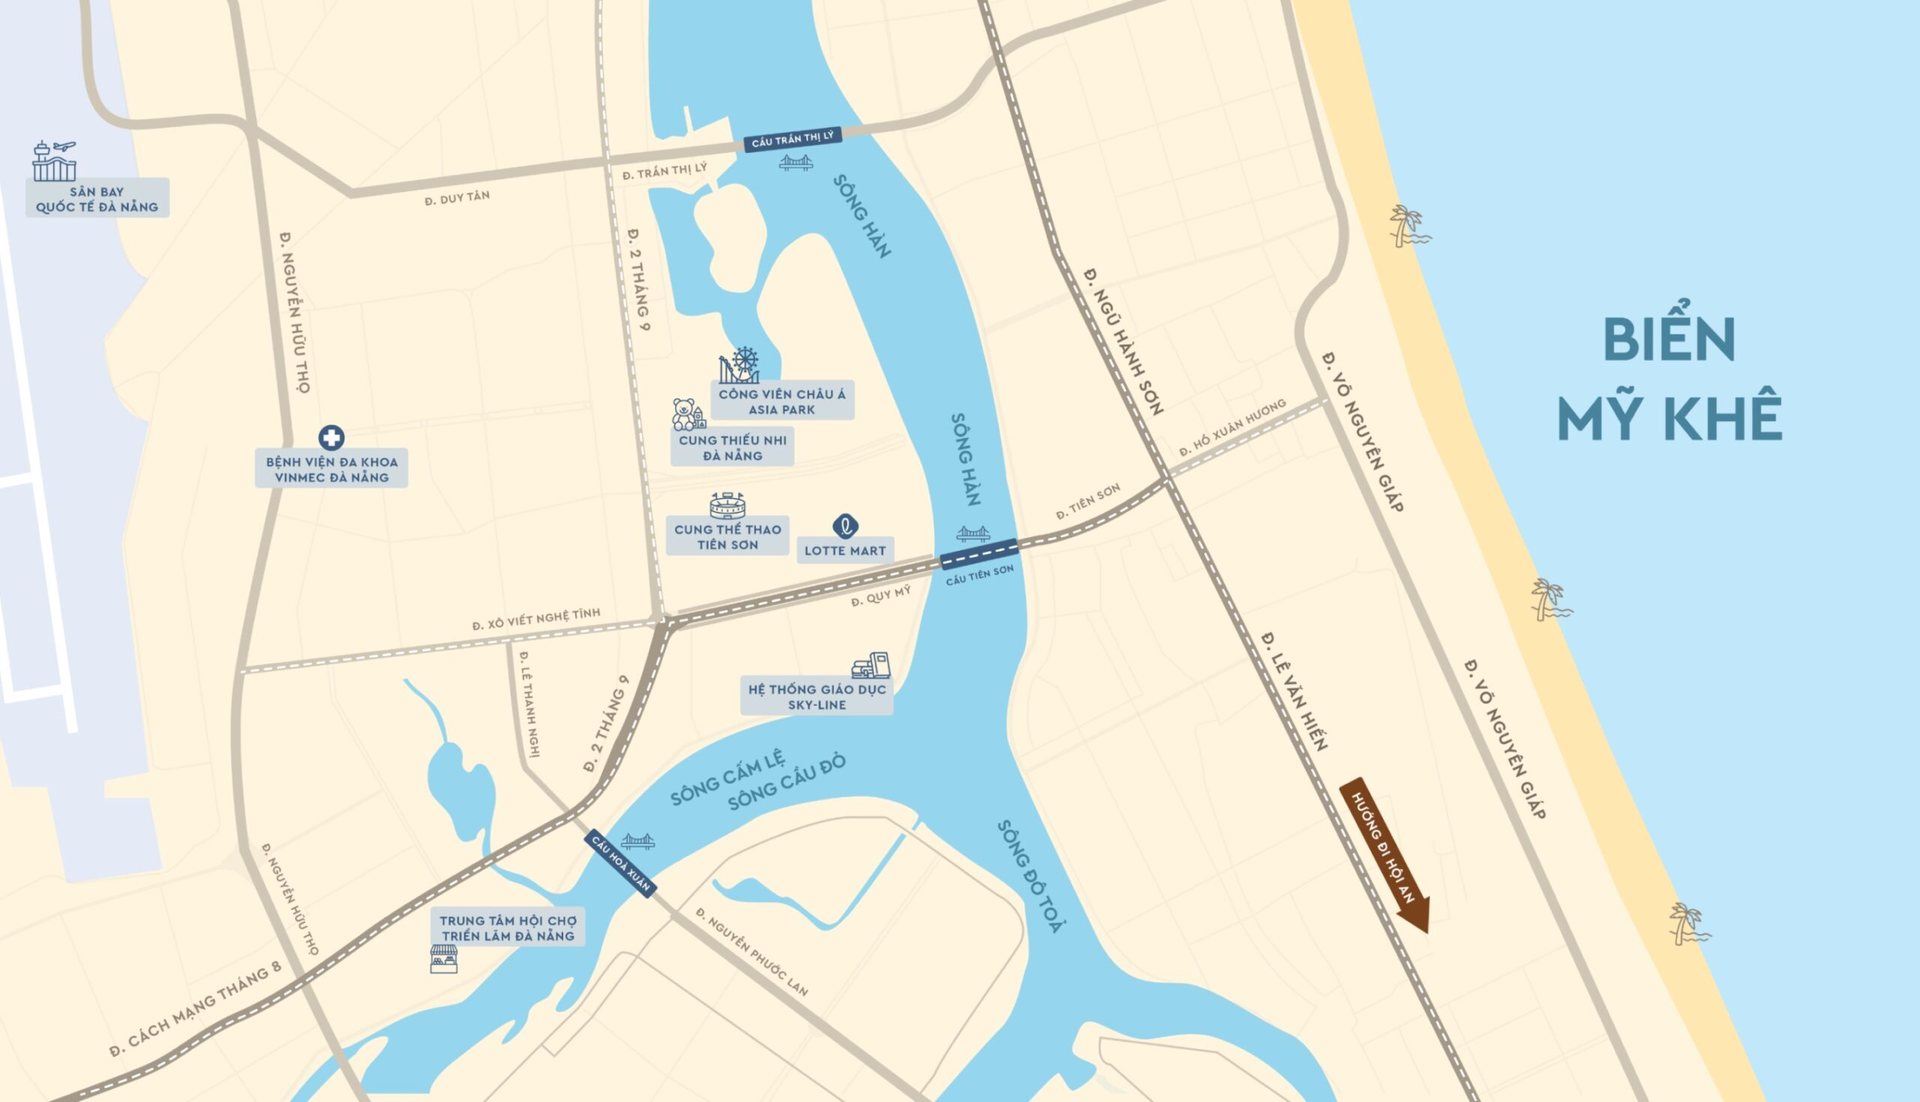 CẦU TRẦN THỊ LÝ
Đ. TRẦN THỊ LÝ
SÂN BAY
QUỐC TẾ ĐÀ NẴNG
Đ. DUY TÂN
SÔNG HÀN
Đ. NGUYỄN HỮU THỌ
Đ. 2 THÁNG 9
Đ. NGŨ HÀNH SƠN
BIỂN
MỸ KHÊ
Đ. VÕ NGUYÊN GIÁP
CÔNG VIÊN CHÂU Á
ASIA PARK
CUNG THIẾU NHI
ĐÀ NẴNG
Đ. HỒ XUÂN HƯƠNG
SÔNG HÀN
BỆNH VIỆN ĐA KHOA
VINMEC ĐÀ NẴNG
Đ. TIÊN SƠN
CUNG THỂ THAO
TIÊN SƠN
LOTTE MART
CẦU TIÊN SƠN
Đ. QUY MỸ
Đ. XÔ VIẾT NGHỆ TĨNH
Đ. LÊ THANH NGHỊ
Đ. 2 THÁNG 9
HỆ THỐNG GIÁO DỤC
SKY-LINE
Đ. LÊ VĂN HIẾN
Đ. VÕ NGUYÊN GIÁP
SÔNG CẨM LỆ
SÔNG CẦU ĐỎ
HƯỚNG ĐI HỘI AN
CẦU HOÀ XUÂN
SÔNG ĐÔ TOẢ
Đ. NGUYỄN HỮU THỌ
TRUNG TÂM HỘI CHỢ
TRIỂN LÃM ĐÀ NẴNG
Đ. NGUYỄN PHƯỚC LAN
Đ. CÁCH MẠNG THÁNG 8